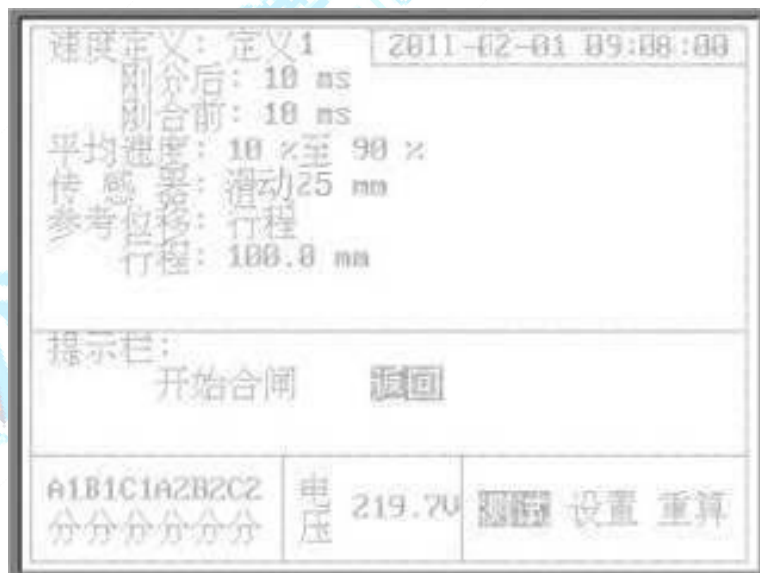 速度定义: 定义1 2011-02-01 09:08:00
刚分后: 10 ms
刚合前: 10 ms
平均速度: 10 %至 90 %
传 感 器: 滑动25 mm
参考位移: 行程
行程: 100.0 mm
提示栏:
开始合闸 返回
A1B1C1A2B2C2 电压 219.7V 测试 设置 重算
分分分分分分